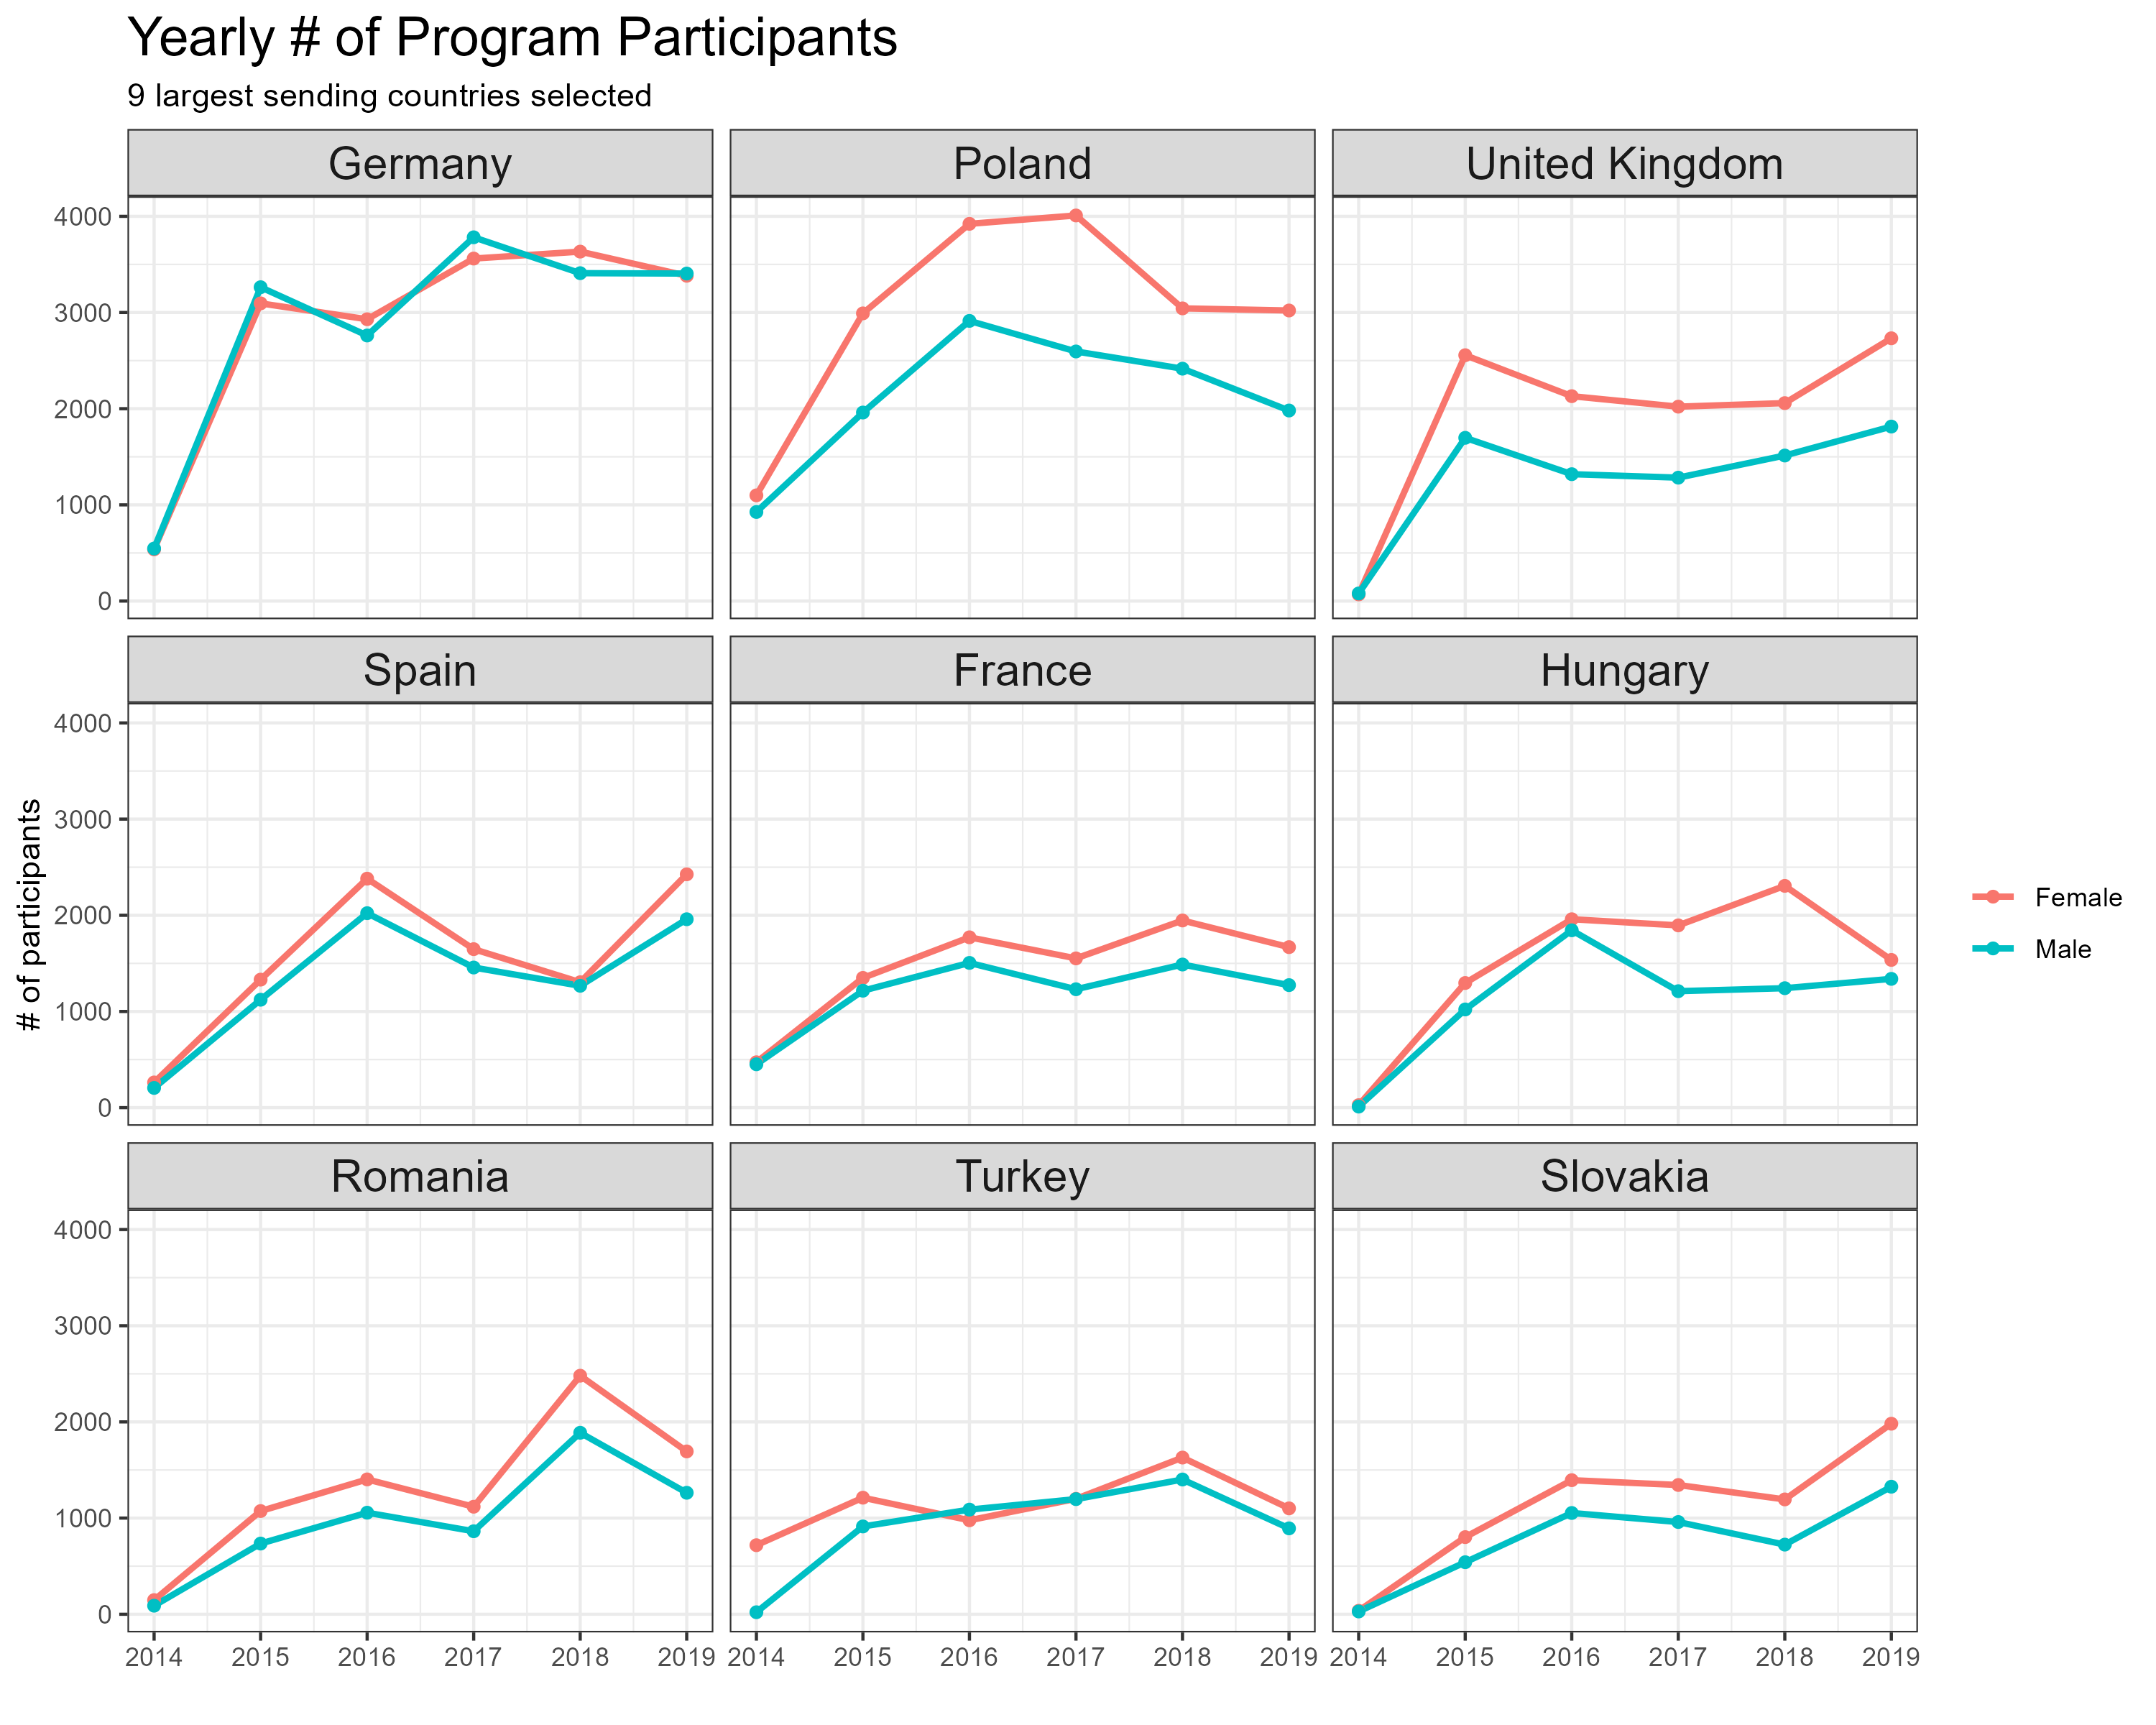 Yearly # of Program Participants
9 largest sending countries selected
Germany
Poland
United Kingdom
4000
3000
2000
1000
0
Spain
France
Hungary
4000
3000
2000
1000
0
# of participants
Female
Male
Romania
Turkey
Slovakia
4000
3000
2000
1000
0
2014 2015 2016 2017 2018 2019
2014 2015 2016 2017 2018 2019
2014 2015 2016 2017 2018 2019